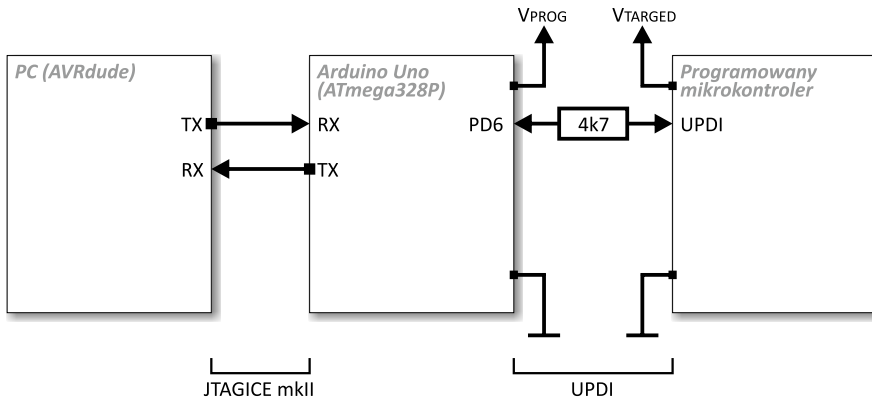 VPROG
VTARGED
PC (AVRdude)
Arduino Uno
(ATmega328P)
Programowany
mikrokontroler
TX
RX
PD6
4k7
UPDI
RX
TX
JTAGICE mkII
UPDI